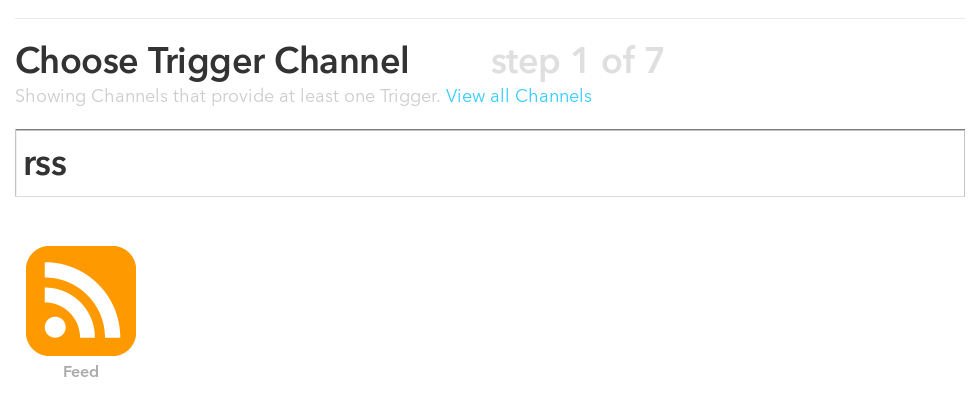 Choose Trigger Channel step 1 of 7
Showing Channels that provide at least one Trigger. View all Channels
rss
Feed